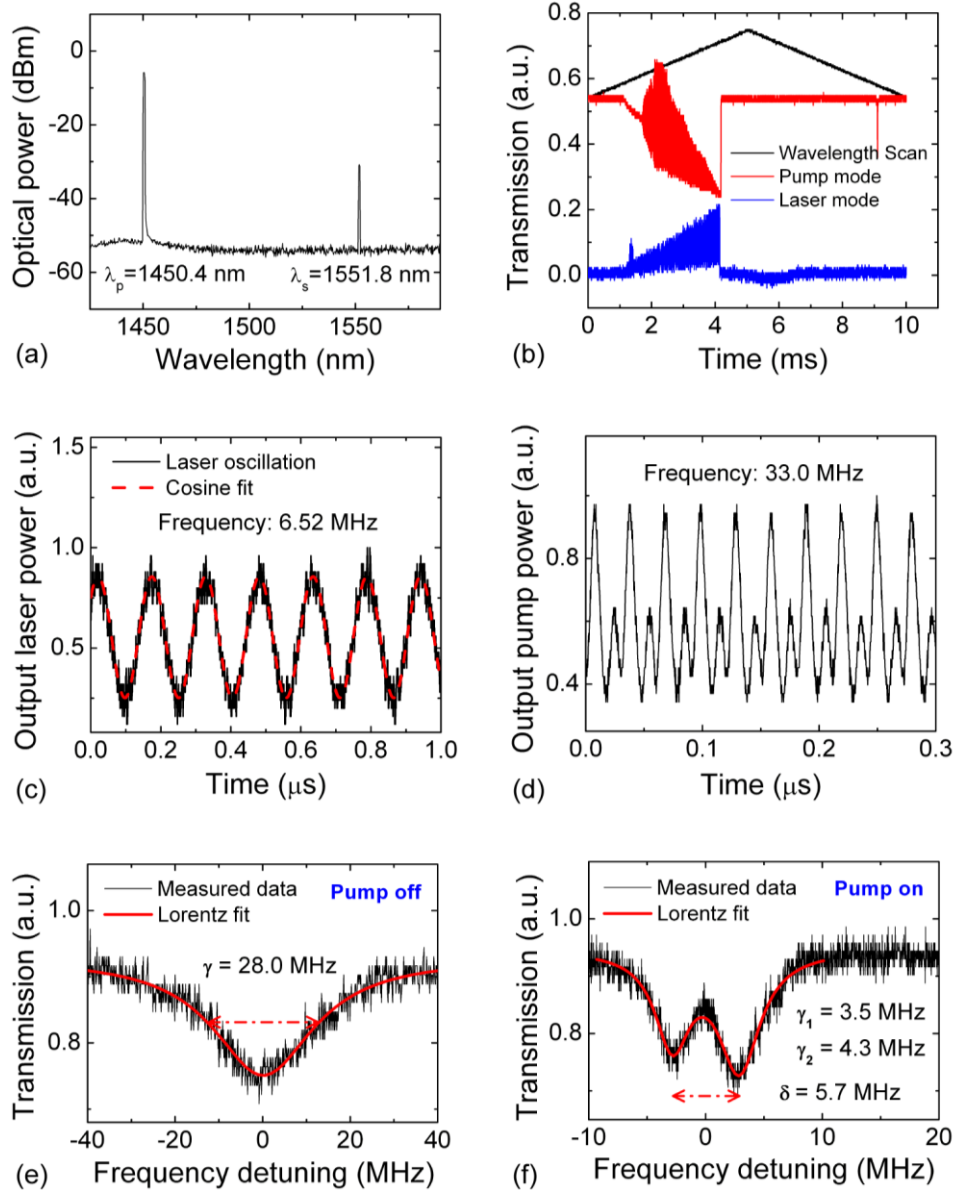 Optical power (dBm)
0
-20
-40
-60
λp=1450.4 nm
λs=1551.8 nm
1450
1500
1550
Wavelength (nm)
(a)
Transmission (a.u.)
0.8
0.6
0.4
0.2
0.0
Wavelength Scan
Pump mode
Laser mode
0
2
4
6
8
10
Time (ms)
(b)
Output laser power (a.u.)
1.5
1.0
0.5
Laser oscillation
Cosine fit
Frequency: 6.52 MHz
0.0
0.2
0.4
0.6
0.8
1.0
Time (μs)
(c)
Output pump power (a.u.)
0.8
0.4
Frequency: 33.0 MHz
0.0
0.1
0.2
0.3
Time (μs)
(d)
Transmission (a.u.)
1.0
0.8
Measured data
Lorentz fit
Pump off
γ = 28.0 MHz
-40
-20
0
20
40
Frequency detuning (MHz)
(e)
Transmission (a.u.)
1.0
0.9
0.8
0.7
Measured data
Lorentz fit
Pump on
γ1 = 3.5 MHz
γ2 = 4.3 MHz
δ = 5.7 MHz
-10
0
10
20
Frequency detuning (MHz)
(f)